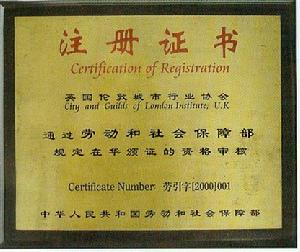 注册证书
Certification of Registration
英国伦敦城市行业协会
City and Guilds of London Institute, U.K
通过劳动和社会保障部
规定在华颁证的资格审核
Certificate Number: 劳引字[2000]001
中华人民共和国劳动和社会保障部